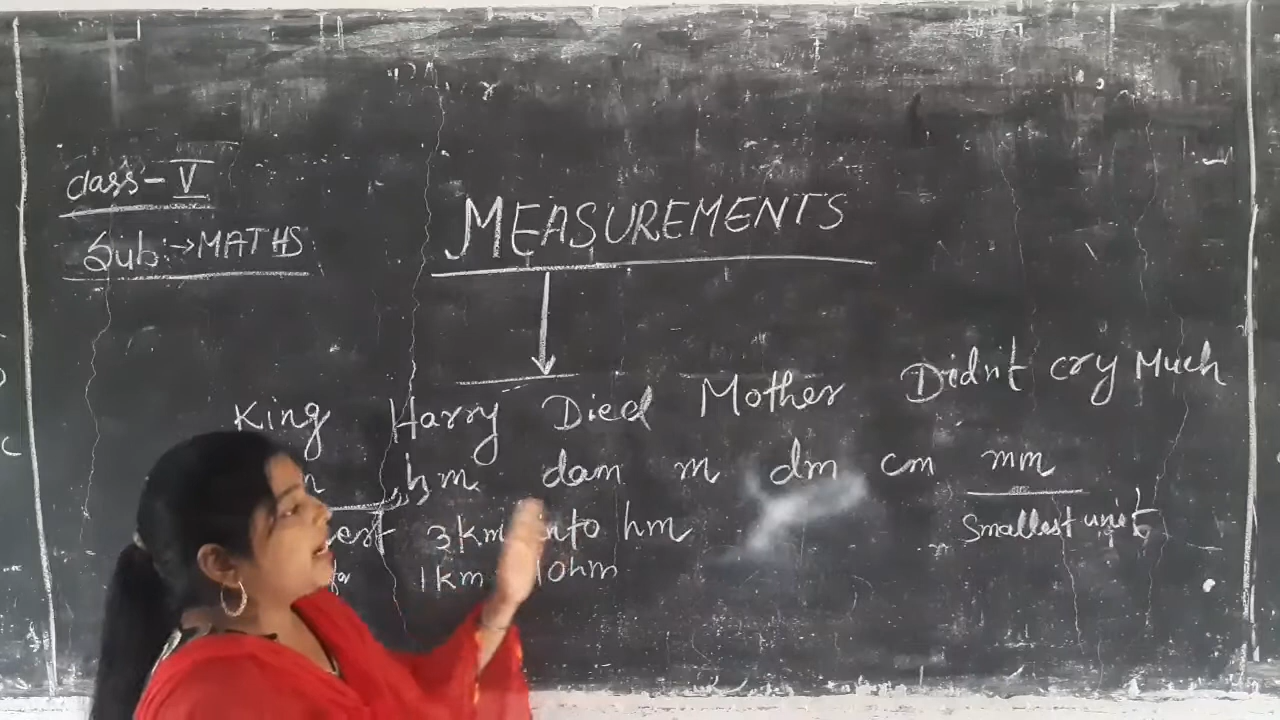 class - V
Sub :→ MATHS
MEASUREMENTS
King Harry Died Mother Didn't cry Much
hm dam m dm cm mm
3km into hm
Smallest unit
1km 10hm